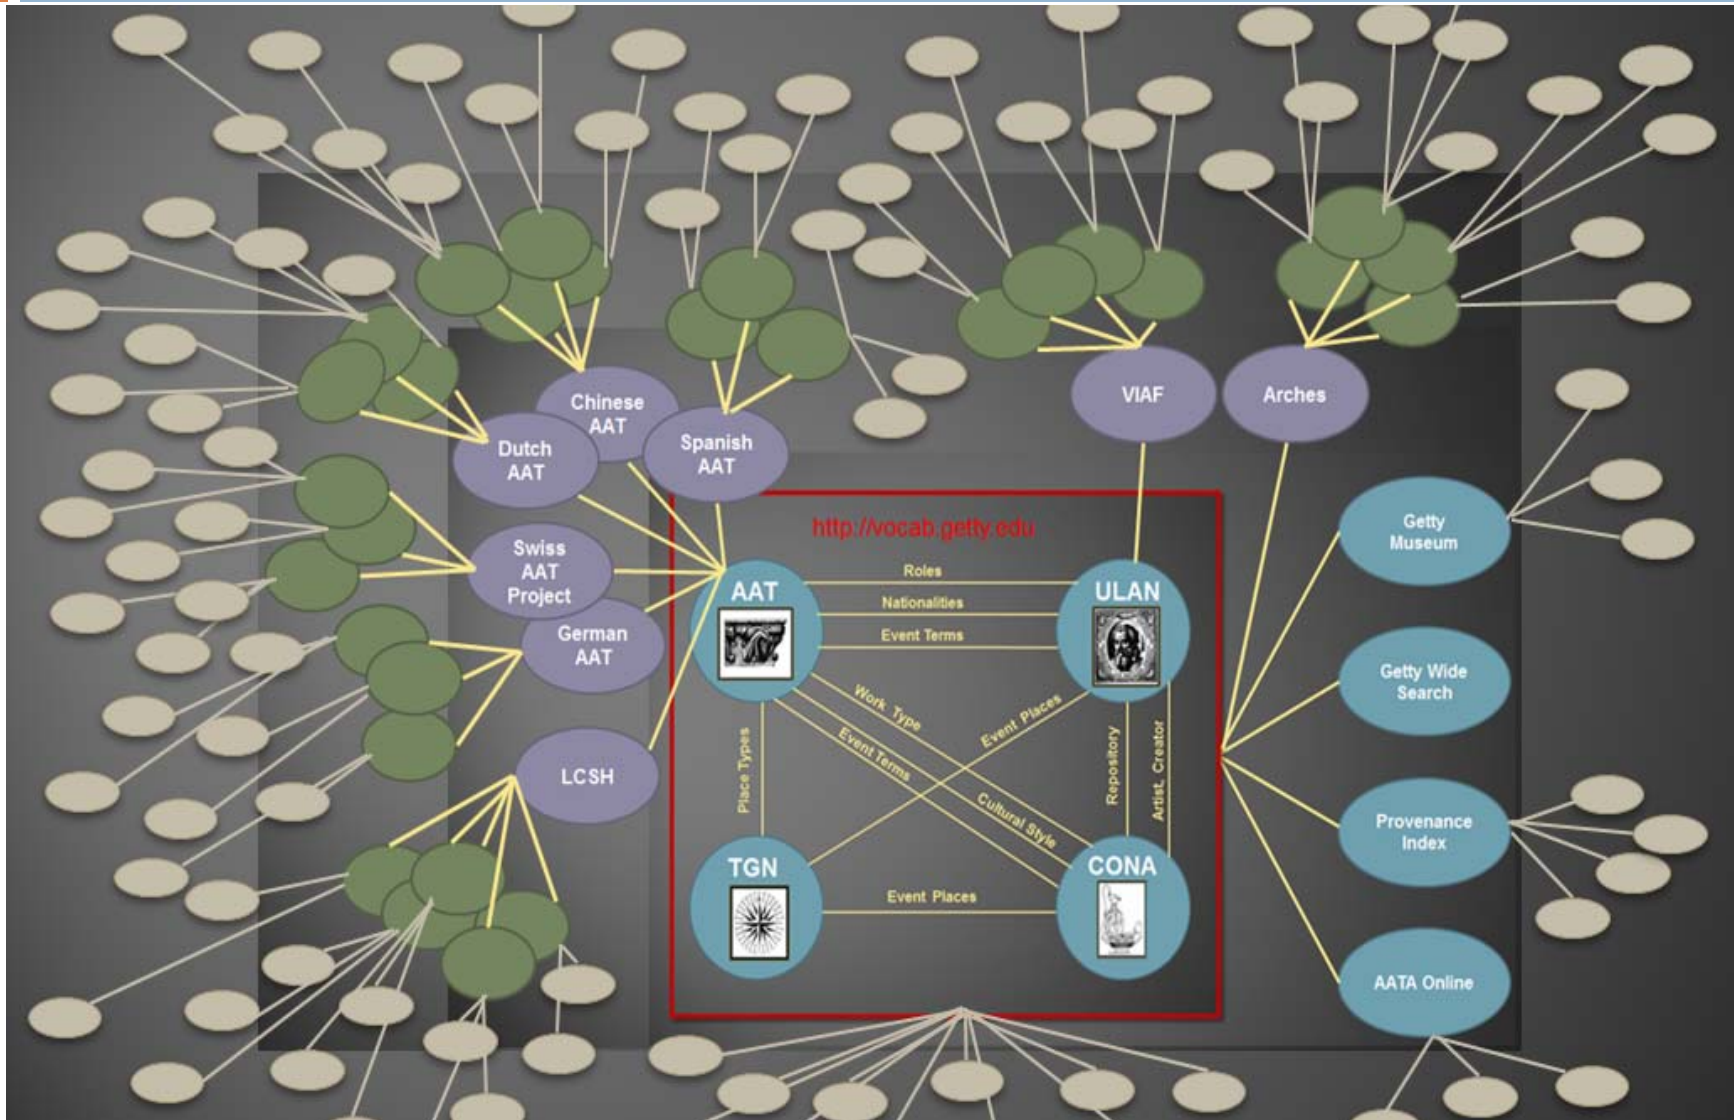 Chinese
AAT
Dutch
AAT
Spanish
AAT
VIAF
Arches
Swiss
AAT
Project
German
AAT
LCSH
http://vocab.getty.edu
AAT
ULAN
Roles
Nationalities
Event Terms
Work Type
Event Terms
Cultural Style
Event Places
Place Types
Repository
Artist, Creator
TGN
CONA
Event Places
Getty
Museum
Getty Wide
Search
Provenance
Index
AATA Online